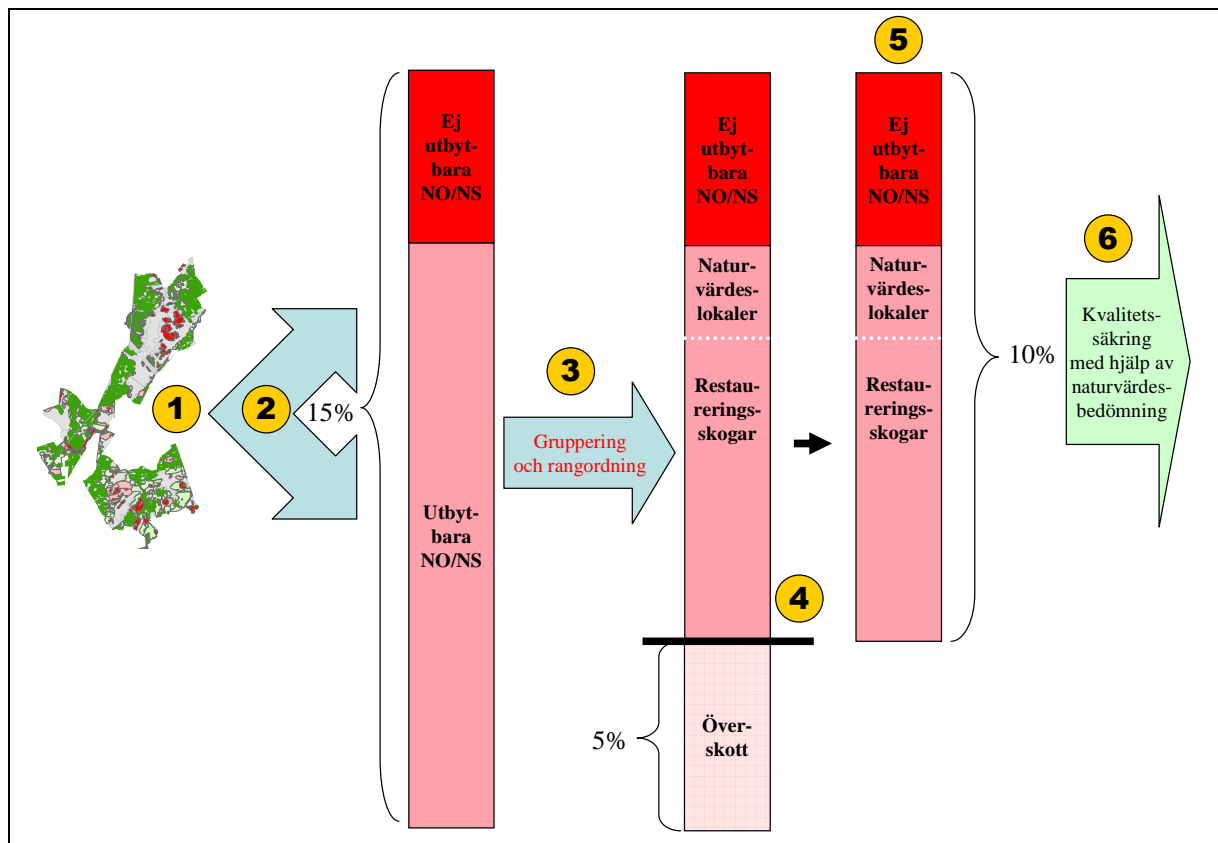 1
2
15%
Ej
utbyt-
bara
NO/NS
Utbyt-
bara
NO/NS
3
Gruppering
och rangordning
Ej
utbyt-
bara
NO/NS
Natur-
värdes-
lokaler
Restau-
rerings-
skogar
4
Över-
skott
5%
5
Ej
utbyt-
bara
NO/NS
Natur-
värdes-
lokaler
Restau-
rerings-
skogar
10%
6
Kvalitets-
säkring
med hjälp av
naturvärdes-
bedömning